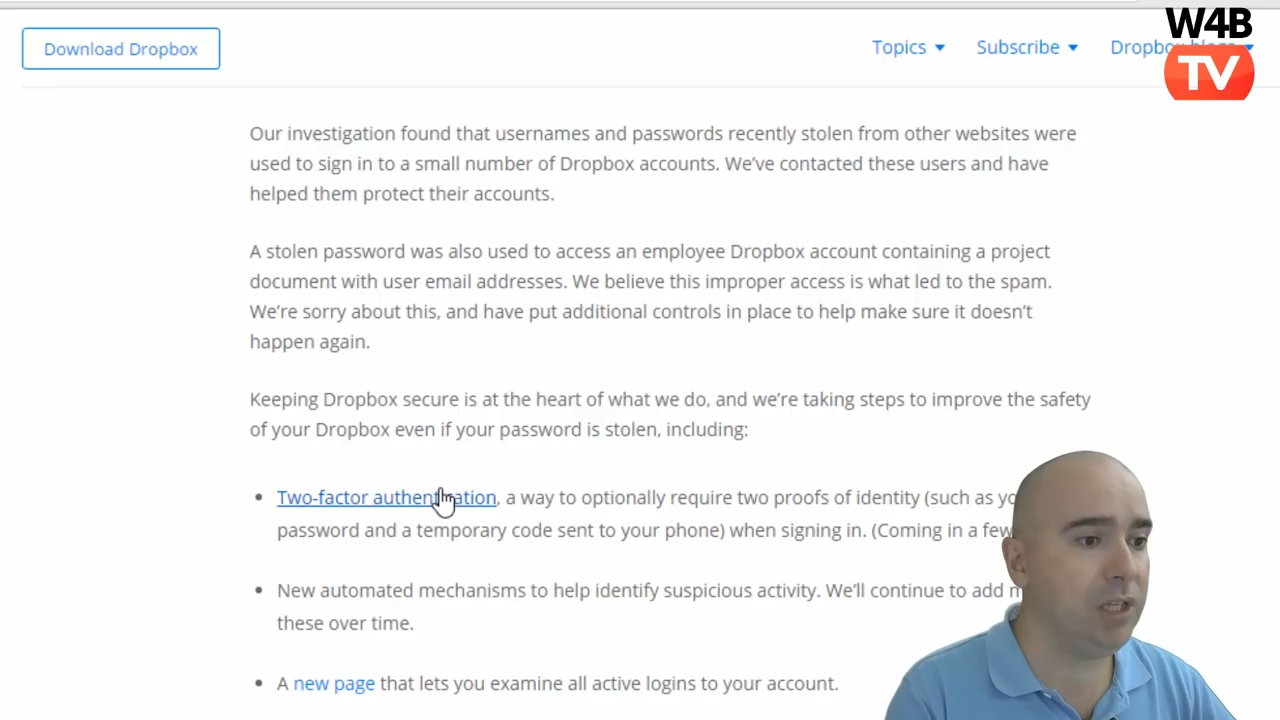 W4B
TV
Download Dropbox
Topics
Subscribe
Dropbox blogs
Our investigation found that usernames and passwords recently stolen from other websites were
used to sign in to a small number of Dropbox accounts. We’ve contacted these users and have
helped them protect their accounts.
A stolen password was also used to access an employee Dropbox account containing a project
document with user email addresses. We believe this improper access is what led to the spam.
We’re sorry about this, and have put additional controls in place to help make sure it doesn’t
happen again.
Keeping Dropbox secure is at the heart of what we do, and we’re taking steps to improve the safety
of your Dropbox even if your password is stolen, including:
Two-factor authentication, a way to optionally require two proofs of identity (such as
password and a temporary code sent to your phone) when signing in. (Coming in a few
New automated mechanisms to help identify suspicious activity. We’ll continue to add
these over time.
A new page that lets you examine all active logins to your account.